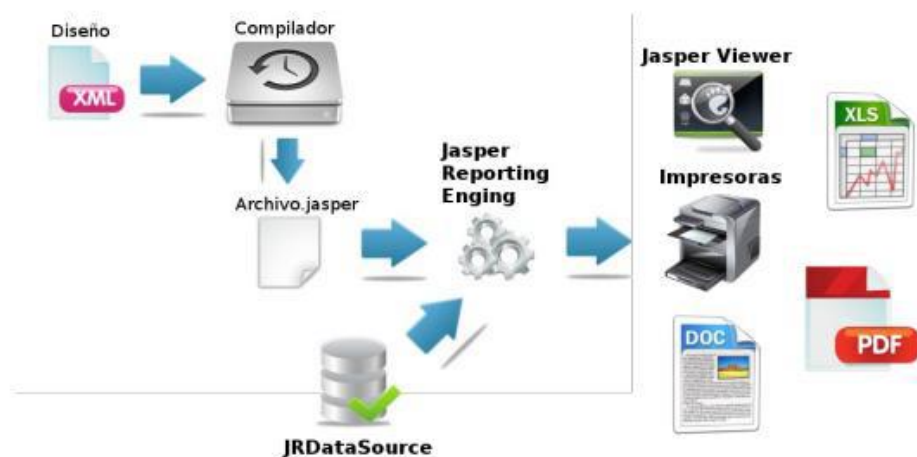 Diseño
XML
Compilador
Archivo.jasper
Jasper
Reporting
Enging
JRDataSource
Jasper Viewer
Impresoras
XLS
DOC
PDF